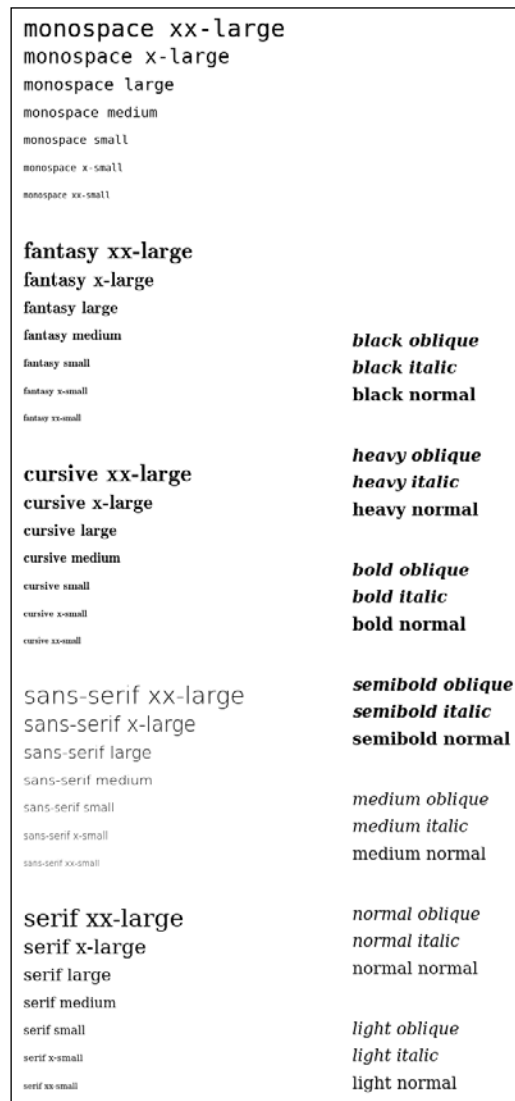 monospace xx-large
monospace x-large
monospace large
monospace medium
monospace small
monospace x-small
monospace xx-small
fantasy xx-large
fantasy x-large
fantasy large
fantasy medium
fantasy small
fantasy x-small
fantasy xx-small
cursive xx-large
cursive x-large
cursive large
cursive medium
cursive small
cursive x-small
cursive xx-small
sans-serif xx-large
sans-serif x-large
sans-serif large
sans-serif medium
sans-serif small
sans-serif x-small
sans-serif xx-small
serif xx-large
serif x-large
serif large
serif medium
serif small
serif x-small
serif xx-small
black oblique
black italic
black normal
heavy oblique
heavy italic
heavy normal
bold oblique
bold italic
bold normal
semibold oblique
semibold italic
semibold normal
medium oblique
medium italic
medium normal
normal oblique
normal italic
normal normal
light oblique
light italic
light normal